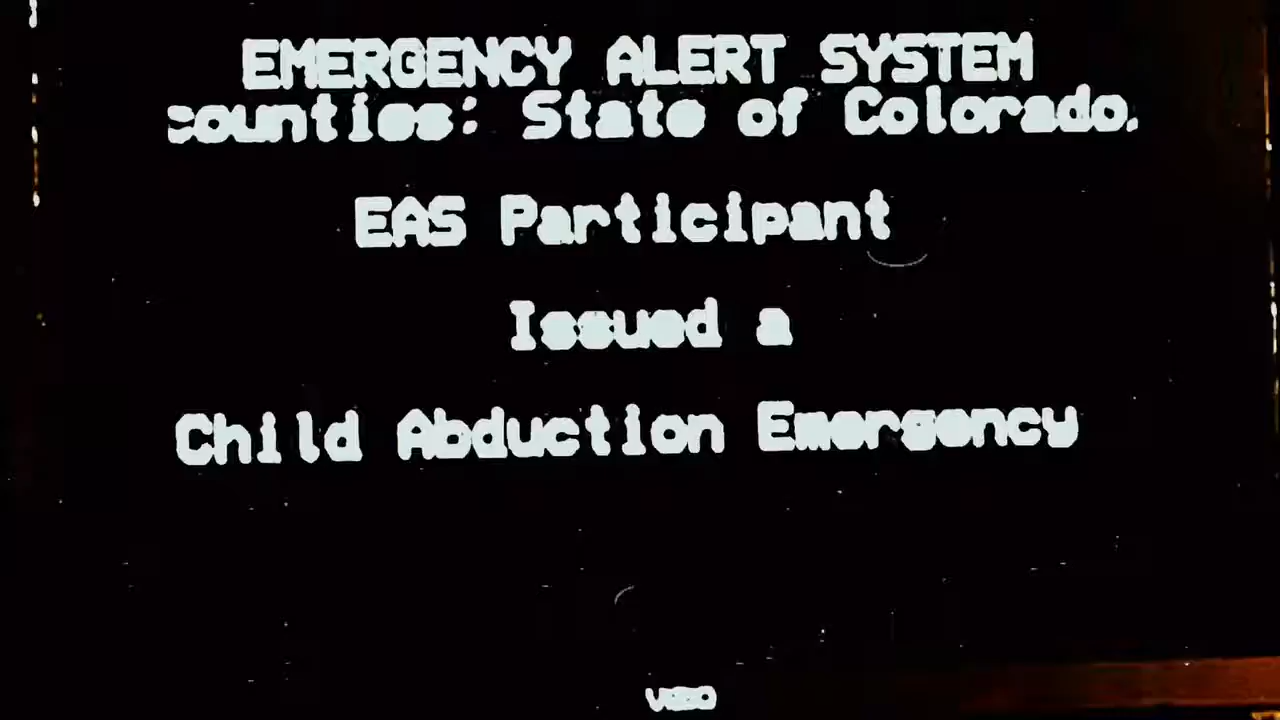 EMERGENCY ALERT SYSTEM
counties: State of Colorado.
EAS Participant
Issued a
Child Abduction Emergency